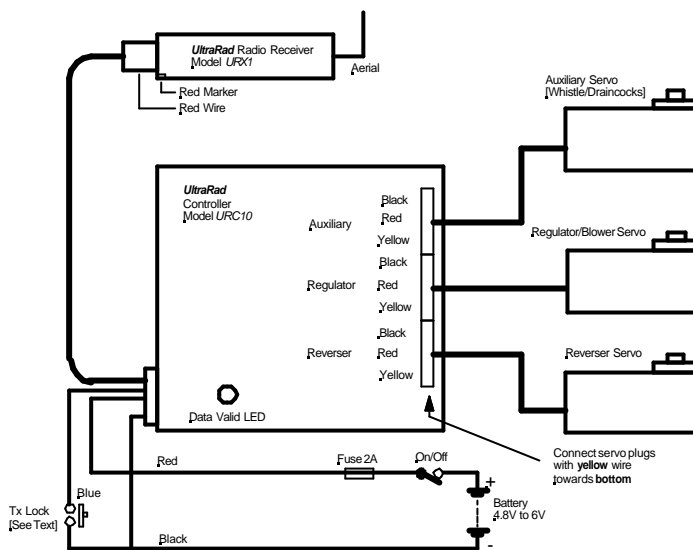 UltraRad Radio Receiver
Model URX1
Aerial
Red Marker
Red Wire
Auxiliary Servo
[Whistle/Draincocks]
UltraRad
Controller
Model URC10
Auxiliary
Black
Red
Yellow
Regulator/Blower Servo
Regulator
Black
Red
Yellow
Reverser
Black
Red
Yellow
Reverser Servo
Data Valid LED
Connect servo plugs
with yellow wire
towards bottom
Red
Fuse 2A
On/Off
Blue
Tx Lock
[See Text]
+
Battery
4.8V to 6V
-
Black